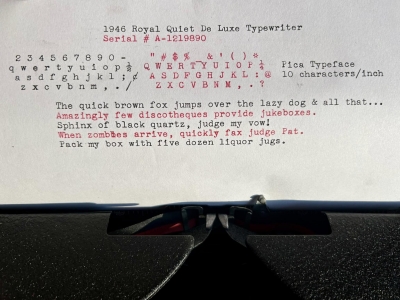 1946 Royal Quiet De Luxe Typewriter
Serial # A-1219890
2 3 4 5 6 7 8 9 0 - " # $ % & ' ( ) *
q w e r t y u i o p ½ Q W E R T Y U I O P ¼ Pica Typeface
a s d f g h j k l ; ¢ A S D F G H J K L : @ 10 characters/inch
z x c v b n m , . / Z X C V B N M , . ?
The quick brown fox jumps over the lazy dog & all that...
Amazingly few discotheques provide jukeboxes.
Sphinx of black quartz, judge my vow!
When zombies arrive, quickly fax judge Pat.
Pack my box with five dozen liquor jugs.